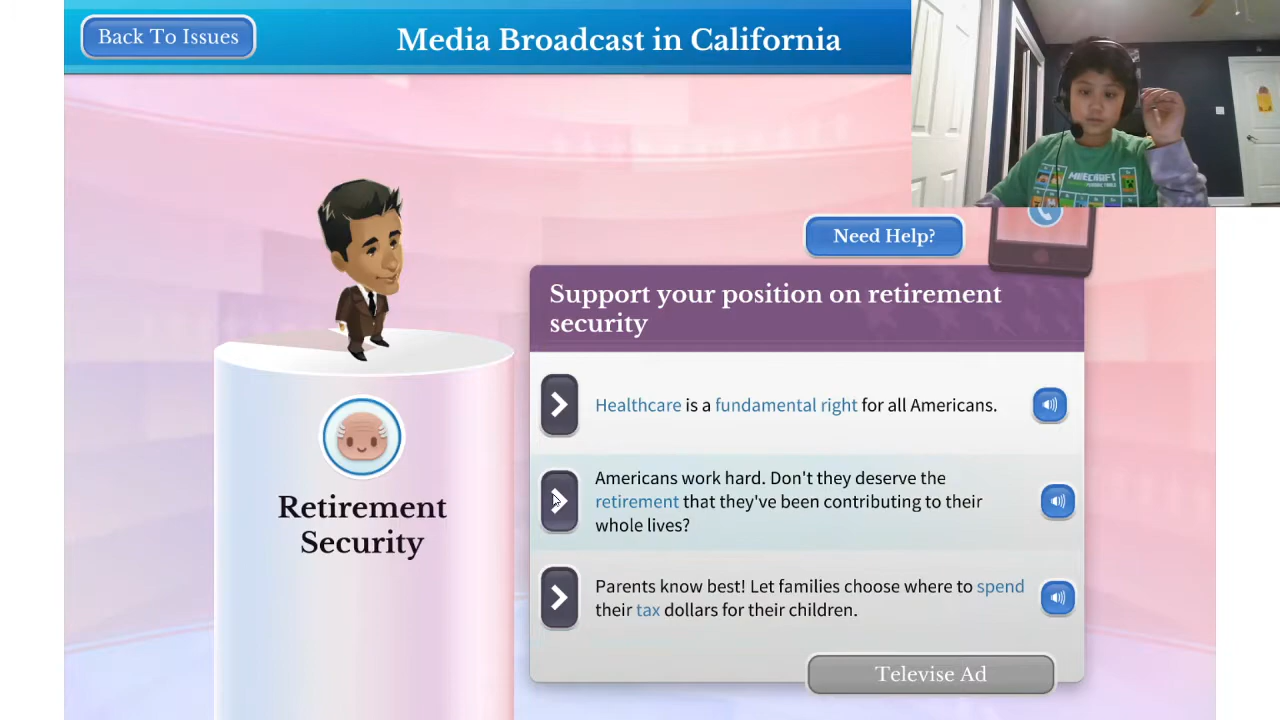 Back To Issues
Media Broadcast in California
MINECRAFT
Need Help?
Support your position on retirement
security
Healthcare is a fundamental right for all Americans.
Americans work hard. Don't they deserve the
retirement that they've been contributing to their
whole lives?
Parents know best! Let families choose where to spend
their tax dollars for their children.
Televise Ad
Retirement
Security